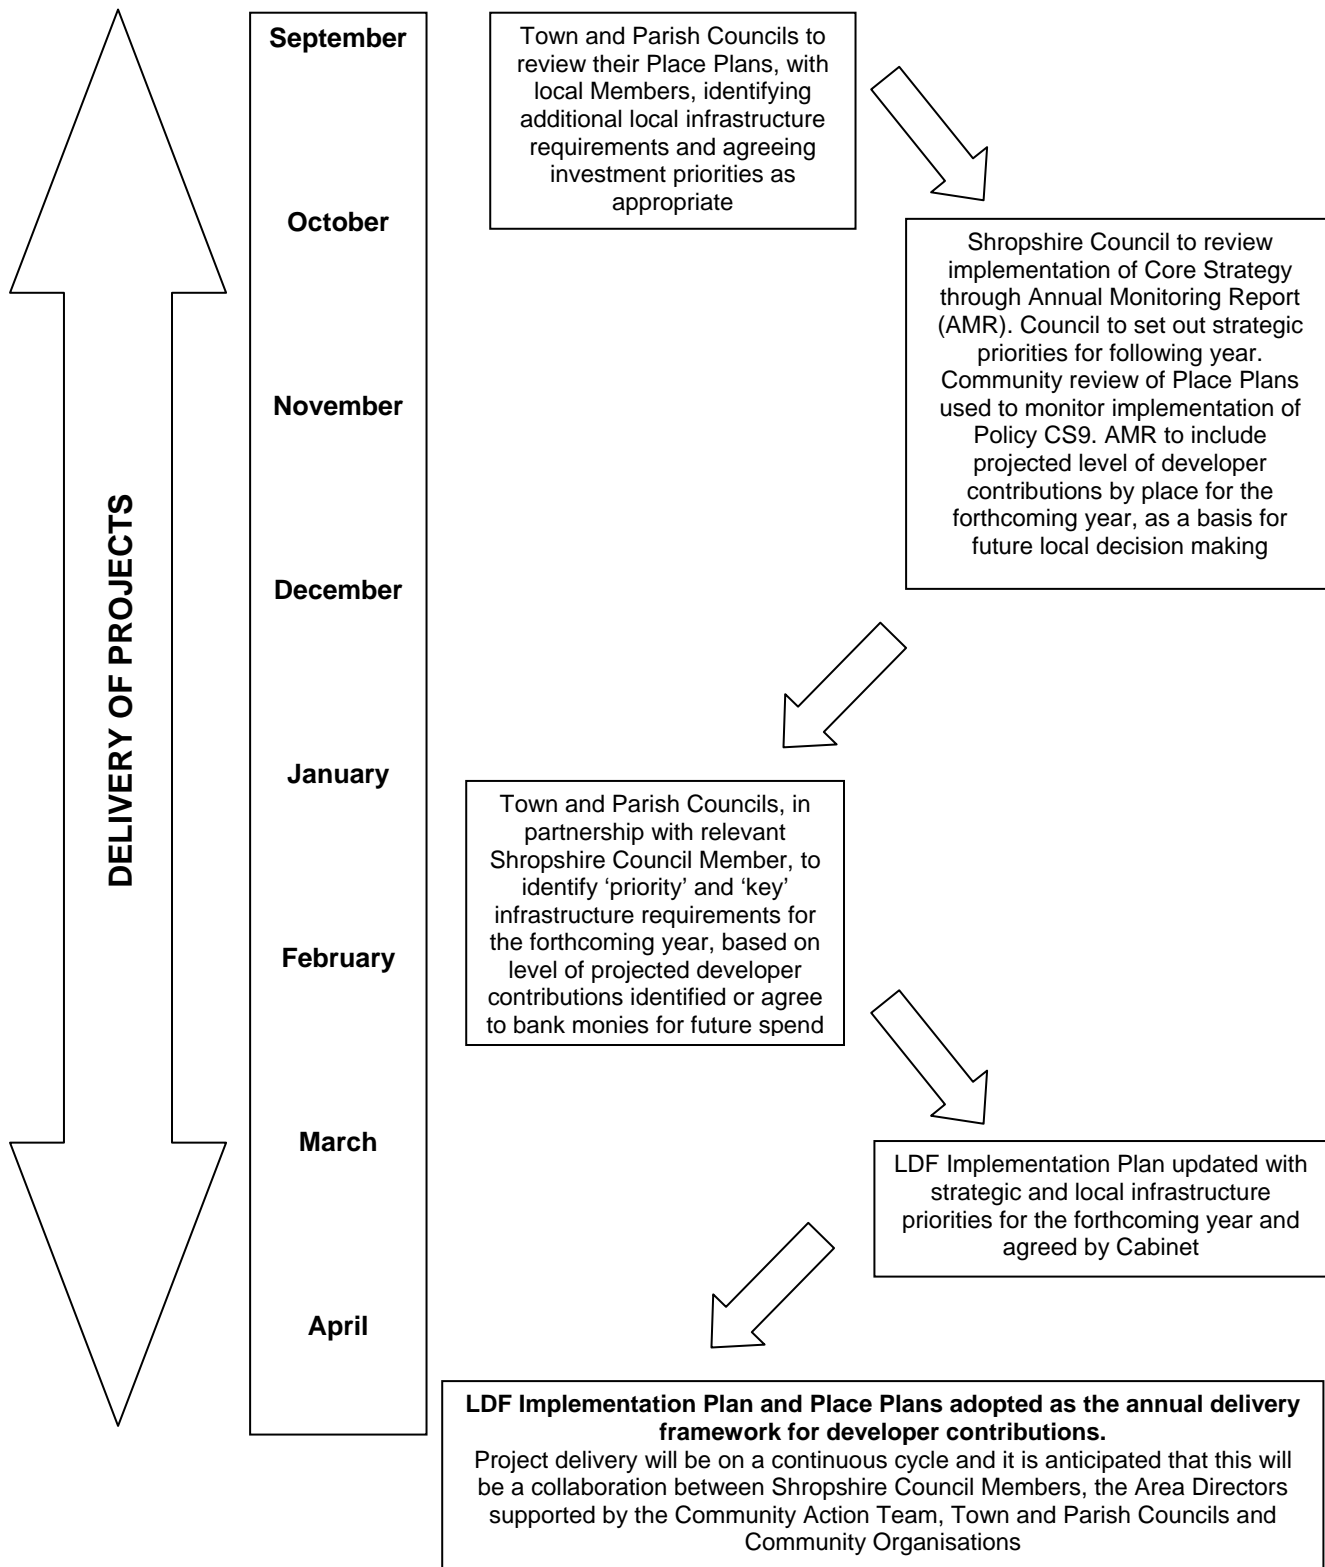 DELIVERY OF PROJECTS
September
October
November
December
January
February
March
April
Town and Parish Councils to
review their Place Plans, with
local Members, identifying
additional local infrastructure
requirements and agreeing
investment priorities as
appropriate
Shropshire Council to review
implementation of Core Strategy
through Annual Monitoring Report
(AMR). Council to set out strategic
priorities for following year.
Community review of Place Plans
used to monitor implementation of
Policy CS9. AMR to include
projected level of developer
contributions by place for the
forthcoming year, as a basis for
future local decision making
Town and Parish Councils, in
partnership with relevant
Shropshire Council Member, to
identify ‘priority’ and ‘key’
infrastructure requirements for
the forthcoming year, based on
level of projected developer
contributions identified or agree
to bank monies for future spend
LDF Implementation Plan updated with
strategic and local infrastructure
priorities for the forthcoming year and
agreed by Cabinet
LDF Implementation Plan and Place Plans adopted as the annual delivery
framework for developer contributions.
Project delivery will be on a continuous cycle and it is anticipated that this will
be a collaboration between Shropshire Council Members, the Area Directors
supported by the Community Action Team, Town and Parish Councils and
Community Organisations